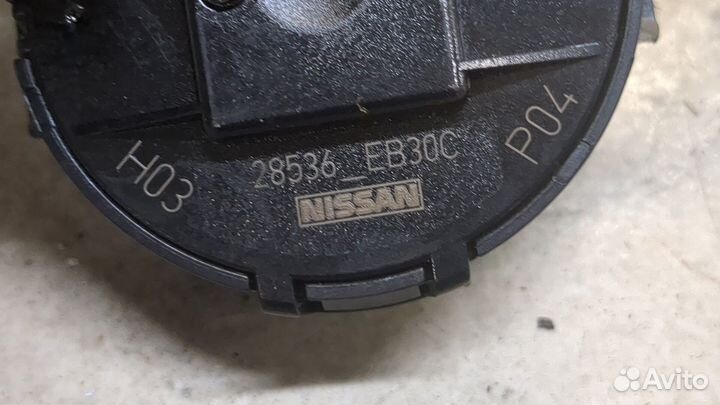 H03
28536_EB30C
P04
NISSAN
Avito